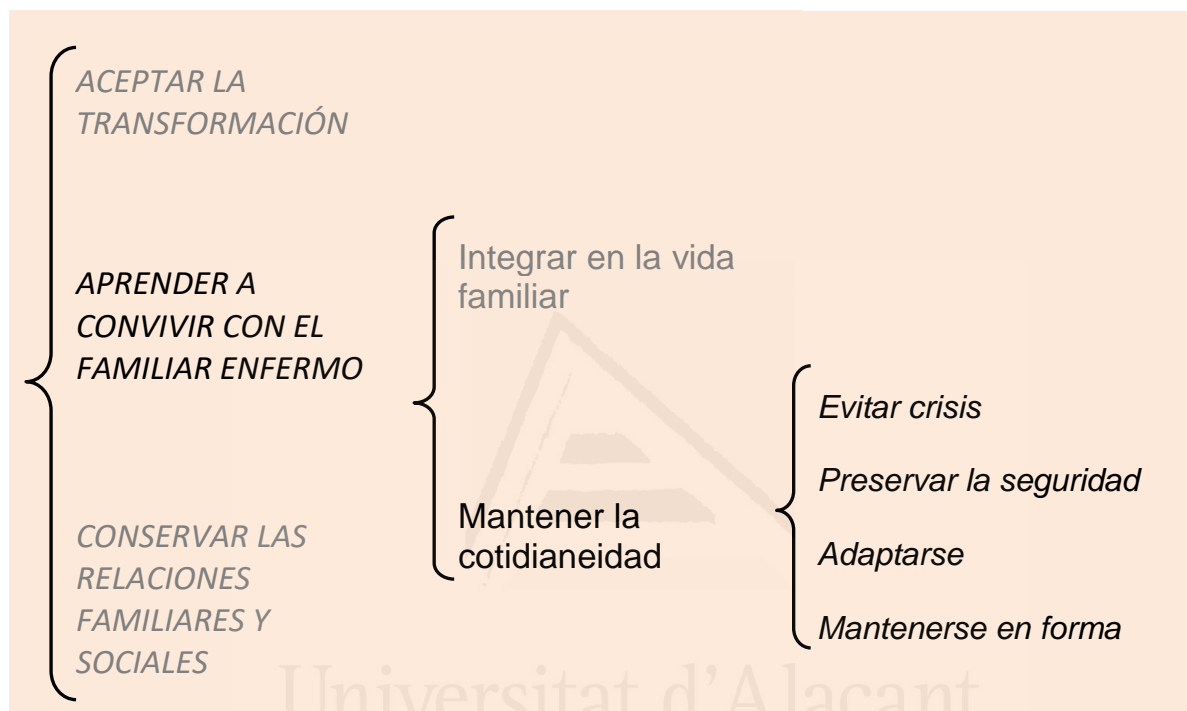 ACEPTAR LA
TRANSFORMACIÓN
APRENDER A
CONVIVIR CON EL
FAMILIAR ENFERMO
CONSERVAR LAS
RELACIONES
FAMILIARES Y
SOCIALES
Integrar en la vida
familiar
Mantener la
cotidianeidad
Evitar crisis
Preservar la seguridad
Adaptarse
Mantenerse en forma
Universitat d'Alacant